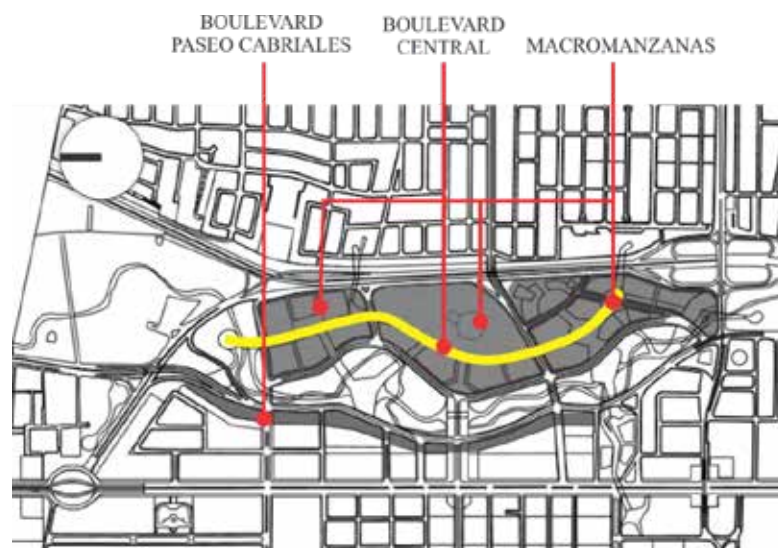 BOULEVARD
PASEO CABRIALES
BOULEVARD
CENTRAL
MACROMANZANAS